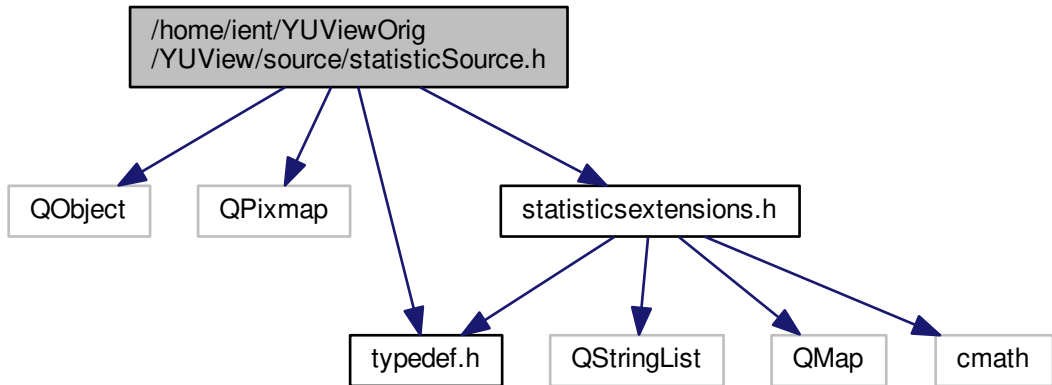 /home/ient/YUViewOrig
/YUView/source/statisticSource.h
QObject
QPixmap
statisticsextensions.h
typedef.h
QStringList
QMap
cmath